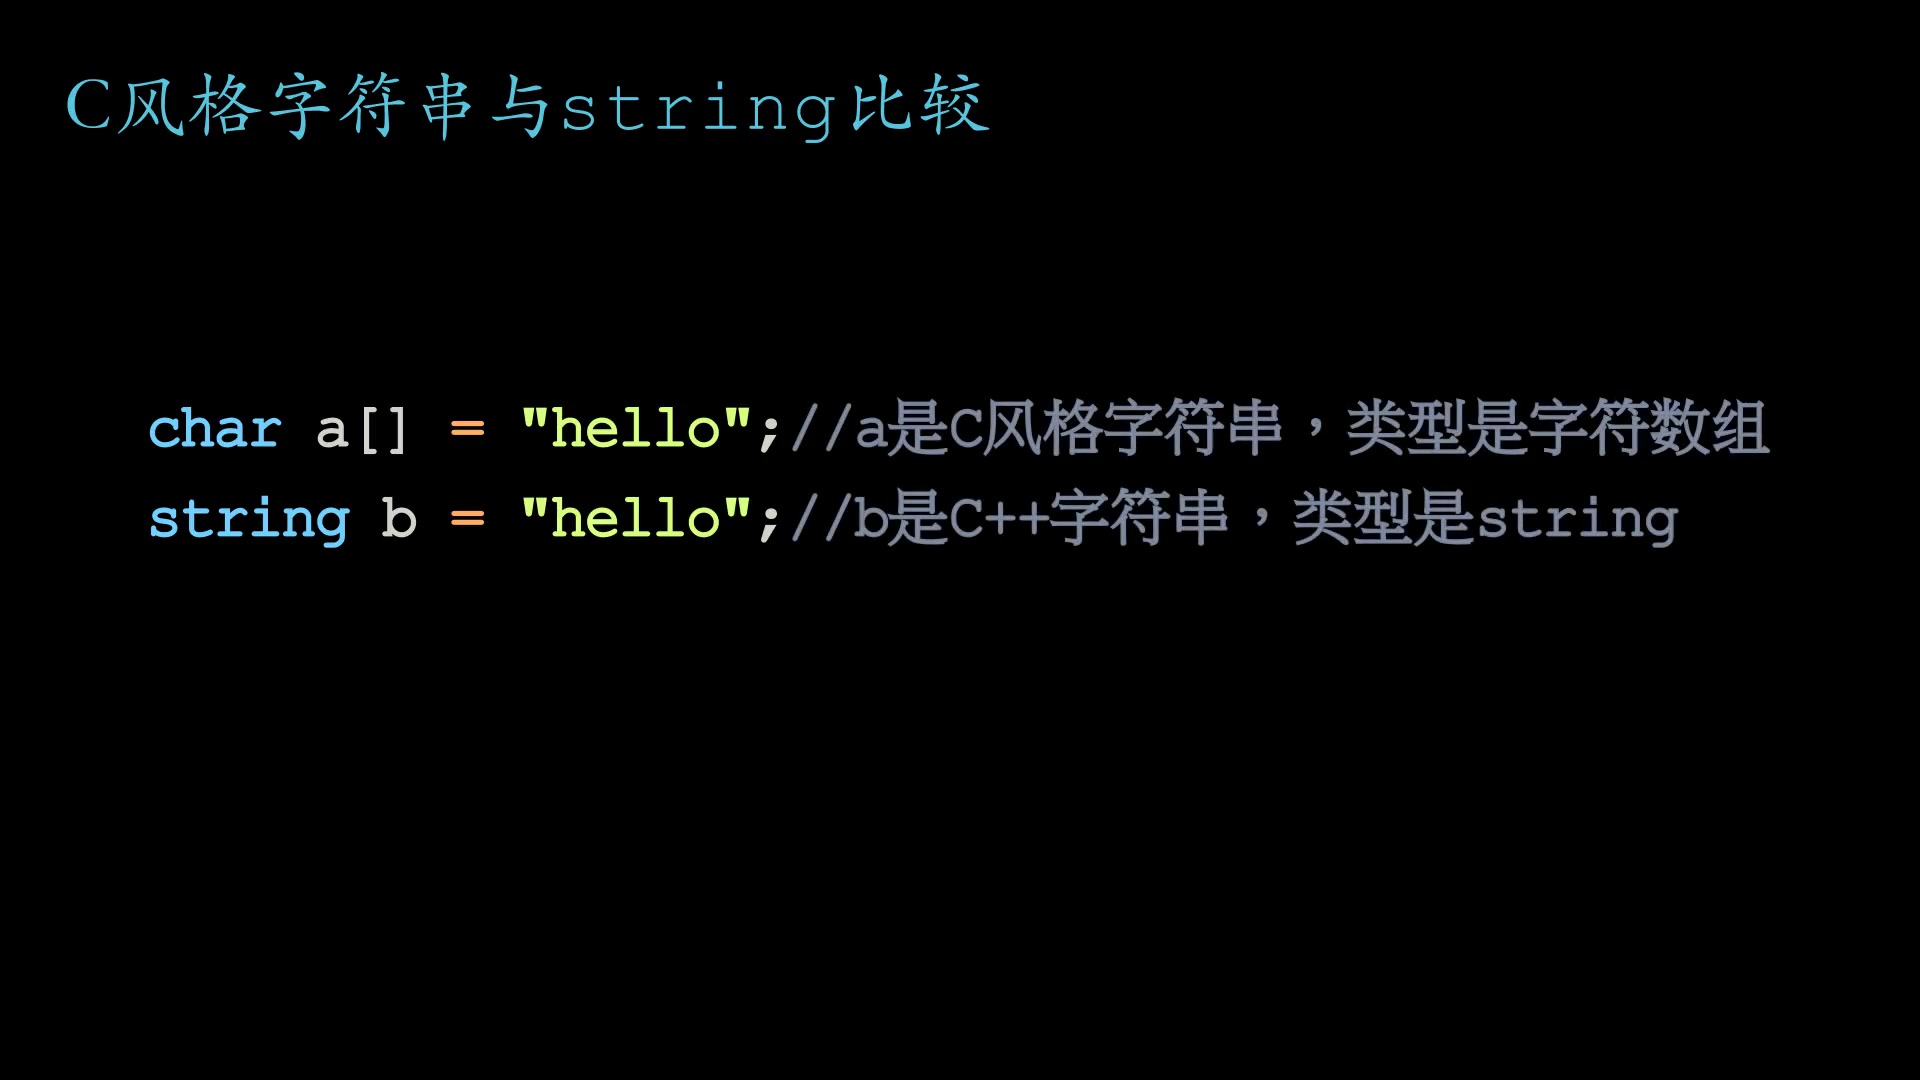 C风格字符串与string比较
char a[] = "hello";//a是C风格字符串，类型是字符数组
string b = "hello";//b是C++字符串，类型是string